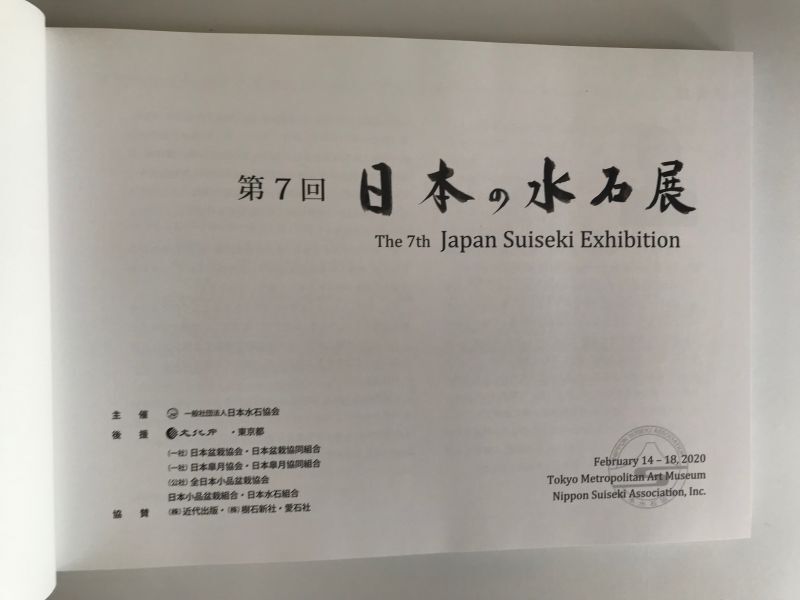 第7回 日本の水石展
The 7th Japan Suiseki Exhibition
主 催 一般社団法人日本水石協会
後 援 文化庁 ・東京都
(一社)日本盆栽協会・日本盆栽協同組合
(一社)日本皐月協会・日本皐月協同組合
(公社)全日本小品盆栽協会
日本小品盆栽組合・日本水石組合
協 賛 (株)近代出版・(株)樹石新社・愛石社
February 14 – 18, 2020
Tokyo Metropolitan Art Museum
Nippon Suiseki Association, Inc.
NIPPON SUISEKI ASSOCIATION